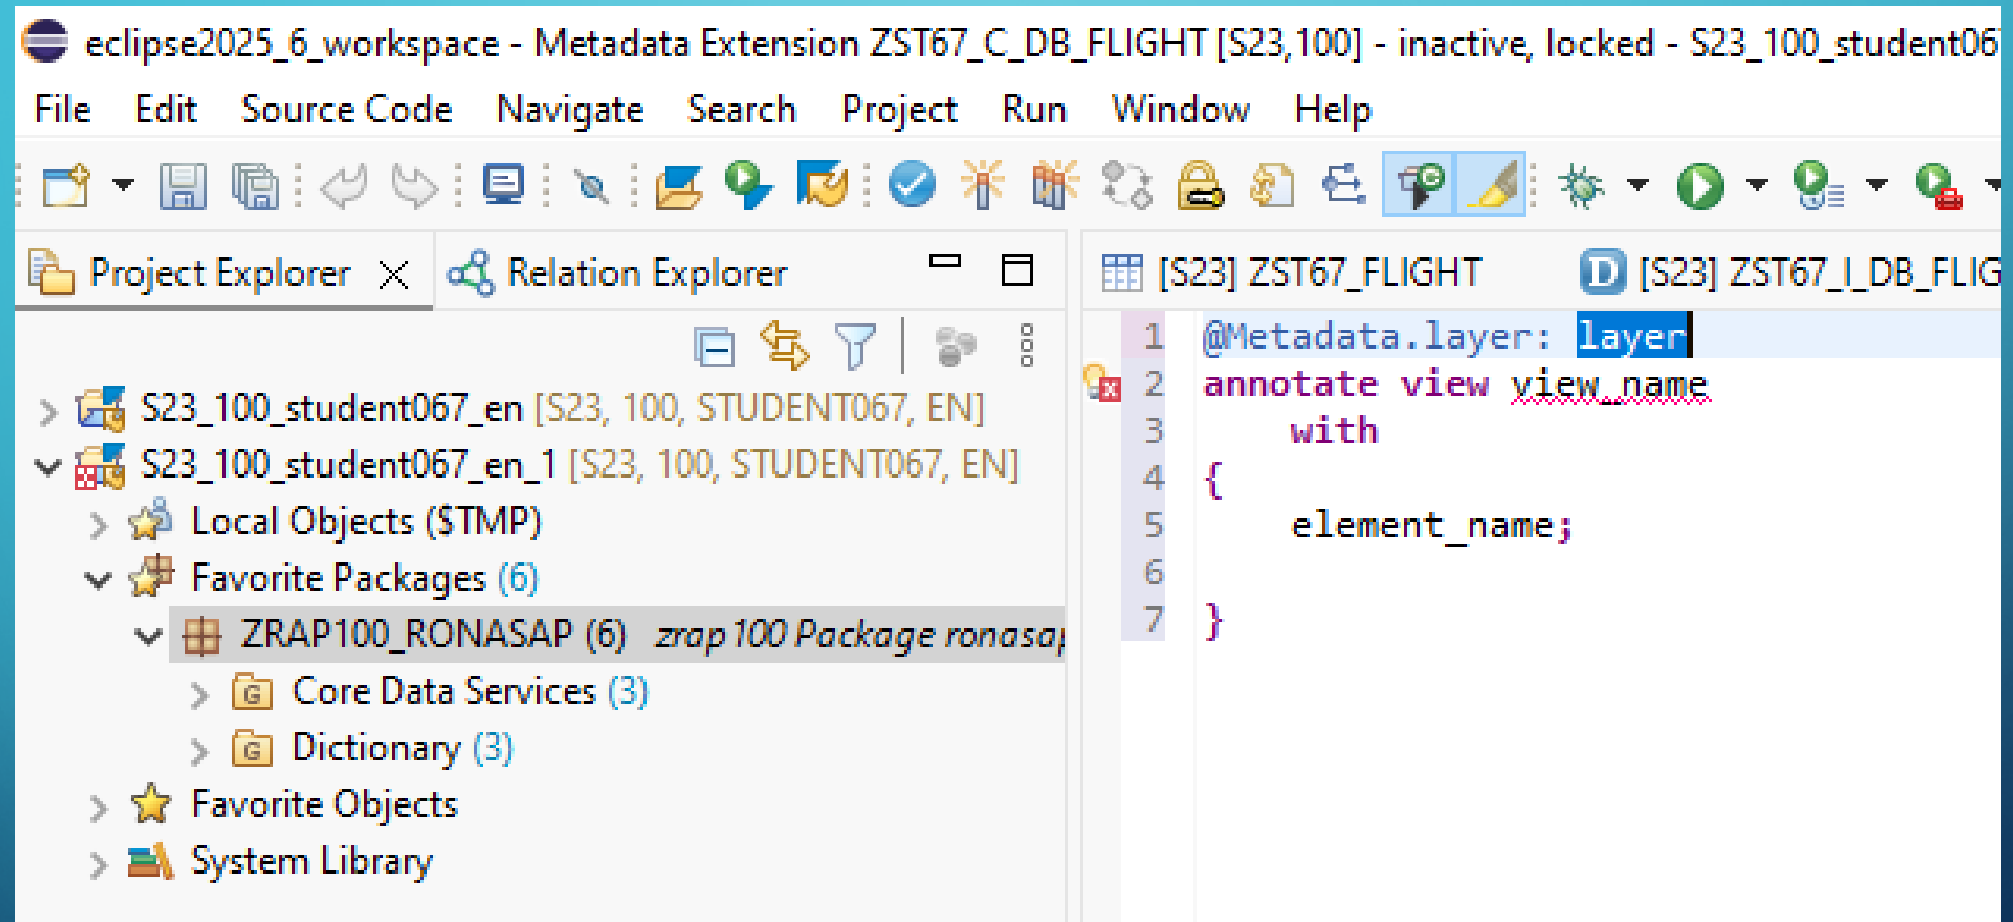 eclipse2025_6_workspace - Metadata Extension ZST67_C_DB_FLIGHT [S23,100] - inactive, locked - S23_100_student06
File Edit Source Code Navigate Search Project Run Window Help
Project Explorer Relation Explorer
S23_100_student067_en [S23, 100, STUDENT067, EN]
S23_100_student067_en_1 [S23, 100, STUDENT067, EN]
Local Objects ($TMP)
Favorite Packages (6)
ZRAP100_RONASAP (6) zrap100 Package ronasap
Core Data Services (3)
Dictionary (3)
Favorite Objects
System Library
[S23] ZST67_FLIGHT [S23] ZST67_I_DB_FLIG
1 @Metadata.layer: layer
2 annotate view view_name
3 with
4 {
5 element_name;
6
7 }